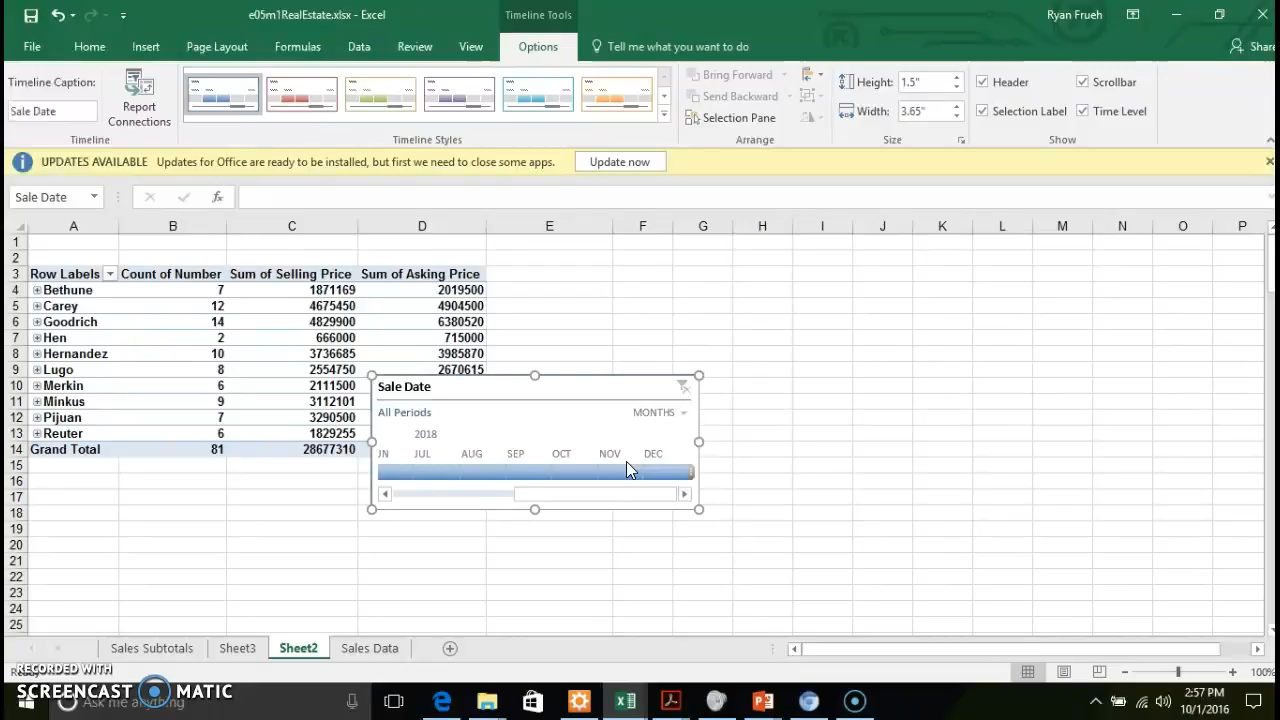 e05m1RealEstate.xlsx - Excel
Timeline Tools
Ryan Frueh
File Home Insert Page Layout Formulas Data Review View Options Tell me what you want to do Share
Timeline Caption:
Sale Date
Report Connections
Timeline
Timeline Styles
Bring Forward
Send Backward
Selection Pane
Arrange
Height: 1.5"
Width: 3.65"
Size
Header Scrollbar
Selection Label Time Level
Show
UPDATES AVAILABLE Updates for Office are ready to be installed, but first we need to close some apps. Update now
Sale Date fx
A B C D E F G H I J K L M N O P
1
2
3 Row Labels Count of Number Sum of Selling Price Sum of Asking Price
4 Bethune 7 1871169 2019500
5 Carey 12 4675450 4904500
6 Goodrich 14 4829900 6380520
7 Hen 2 666000 715000
8 Hernandez 10 3736685 3985870
9 Lugo 8 2554750 2670615
10 Merkin 6 2111500
11 Minkus 9 3112101
12 Pijuan 7 3290500
13 Reuter 6 1829255
14 Grand Total 81 28677310
15
16
17
18
19
20
21
22
23
24
25
Sale Date
All Periods MONTHS
2018
JN JUL AUG SEP OCT NOV DEC
Sales Subtotals Sheet3 Sheet2 Sales Data
100%
RECORDED WITH
SCREENCAST MATIC
Ask me anything
2:57 PM
10/1/2016